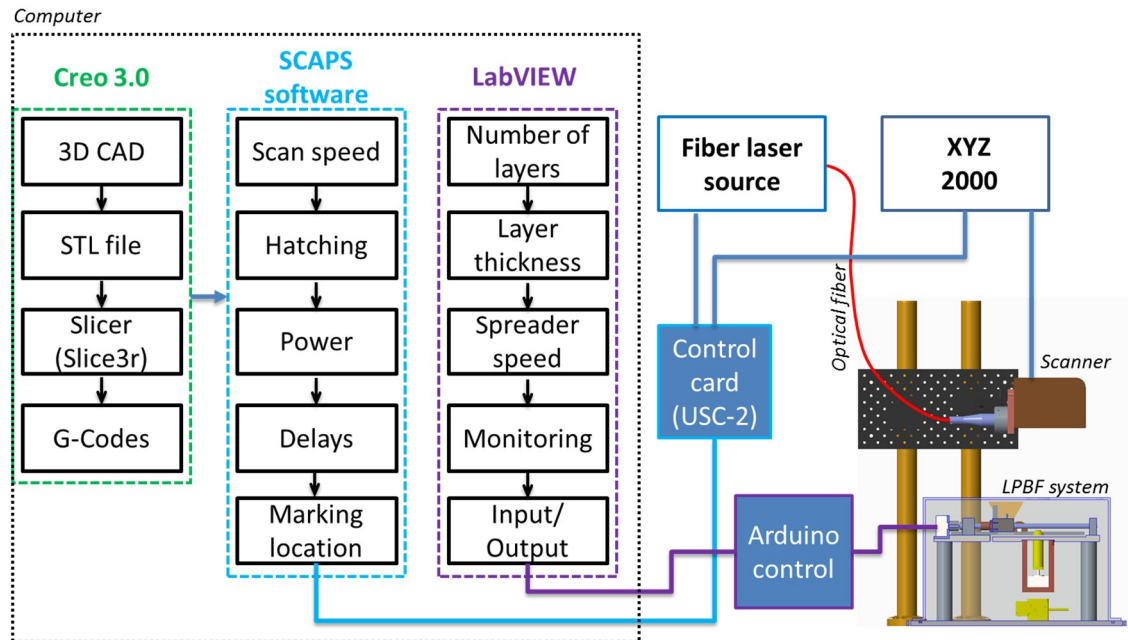 Computer
Creo 3.0
3D CAD
STL file
Slicer
(Slice3r)
G-Codes
SCAPS
software
Scan speed
Hatching
Power
Delays
Marking
location
LabVIEW
Number of
layers
Layer
thickness
Spreader
speed
Monitoring
Input/
Output
Fiber laser
source
XYZ
2000
Optical fiber
Control
card
(USC-2)
Scanner
LPBF system
Arduino
control